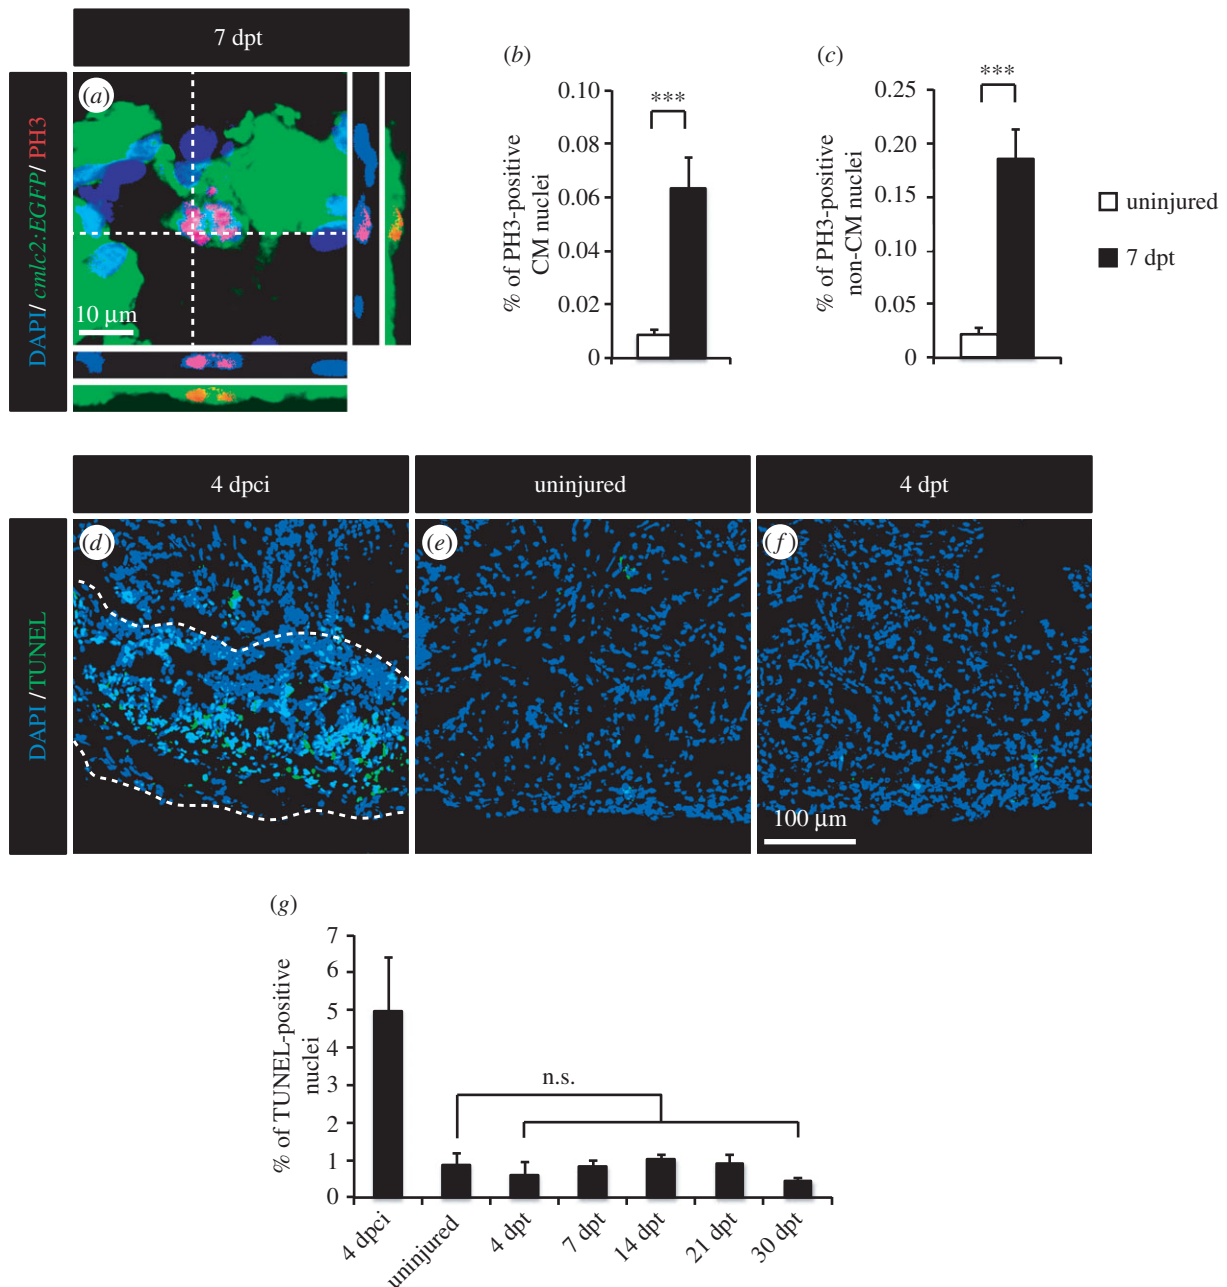 7 dpt
DAPI/ cmlc2:EGFP/ PH3
(a)
10 µm
(b)
% of PH3-positive
CM nuclei
0.10
0.08
0.06
0.04
0.02
0
***
(c)
% of PH3-positive
non-CM nuclei
0.25
0.20
0.15
0.10
0.05
0
***
uninjured
7 dpt
4 dpci
uninjured
4 dpt
DAPI /TUNEL
(d)
(e)
(f)
100 µm
(g)
% of TUNEL-positive
nuclei
7
6
5
4
3
2
1
0
n.s.
4 dpci
uninjured
4 dpt
7 dpt
14 dpt
21 dpt
30 dpt